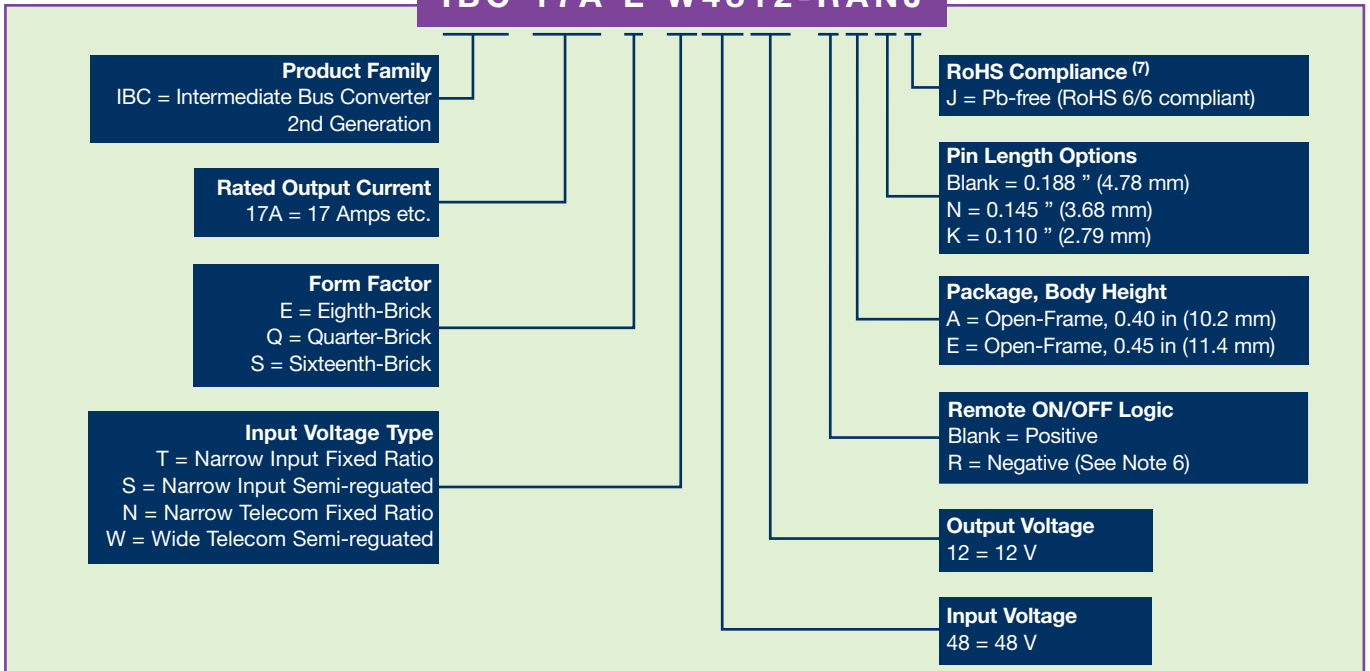 IBC 17A E W4812-RANJ
Product Family
IBC = Intermediate Bus Converter
2nd Generation
Rated Output Current
17A = 17 Amps etc.
Form Factor
E = Eighth-Brick
Q = Quarter-Brick
S = Sixteenth-Brick
Input Voltage Type
T = Narrow Input Fixed Ratio
S = Narrow Input Semi-reguated
N = Narrow Telecom Fixed Ratio
W = Wide Telecom Semi-reguated
RoHS Compliance (7)
J = Pb-free (RoHS 6/6 compliant)
Pin Length Options
Blank = 0.188 ” (4.78 mm)
N = 0.145 ” (3.68 mm)
K = 0.110 ” (2.79 mm)
Package, Body Height
A = Open-Frame, 0.40 in (10.2 mm)
E = Open-Frame, 0.45 in (11.4 mm)
Remote ON/OFF Logic
Blank = Positive
R = Negative (See Note 6)
Output Voltage
12 = 12 V
Input Voltage
48 = 48 V